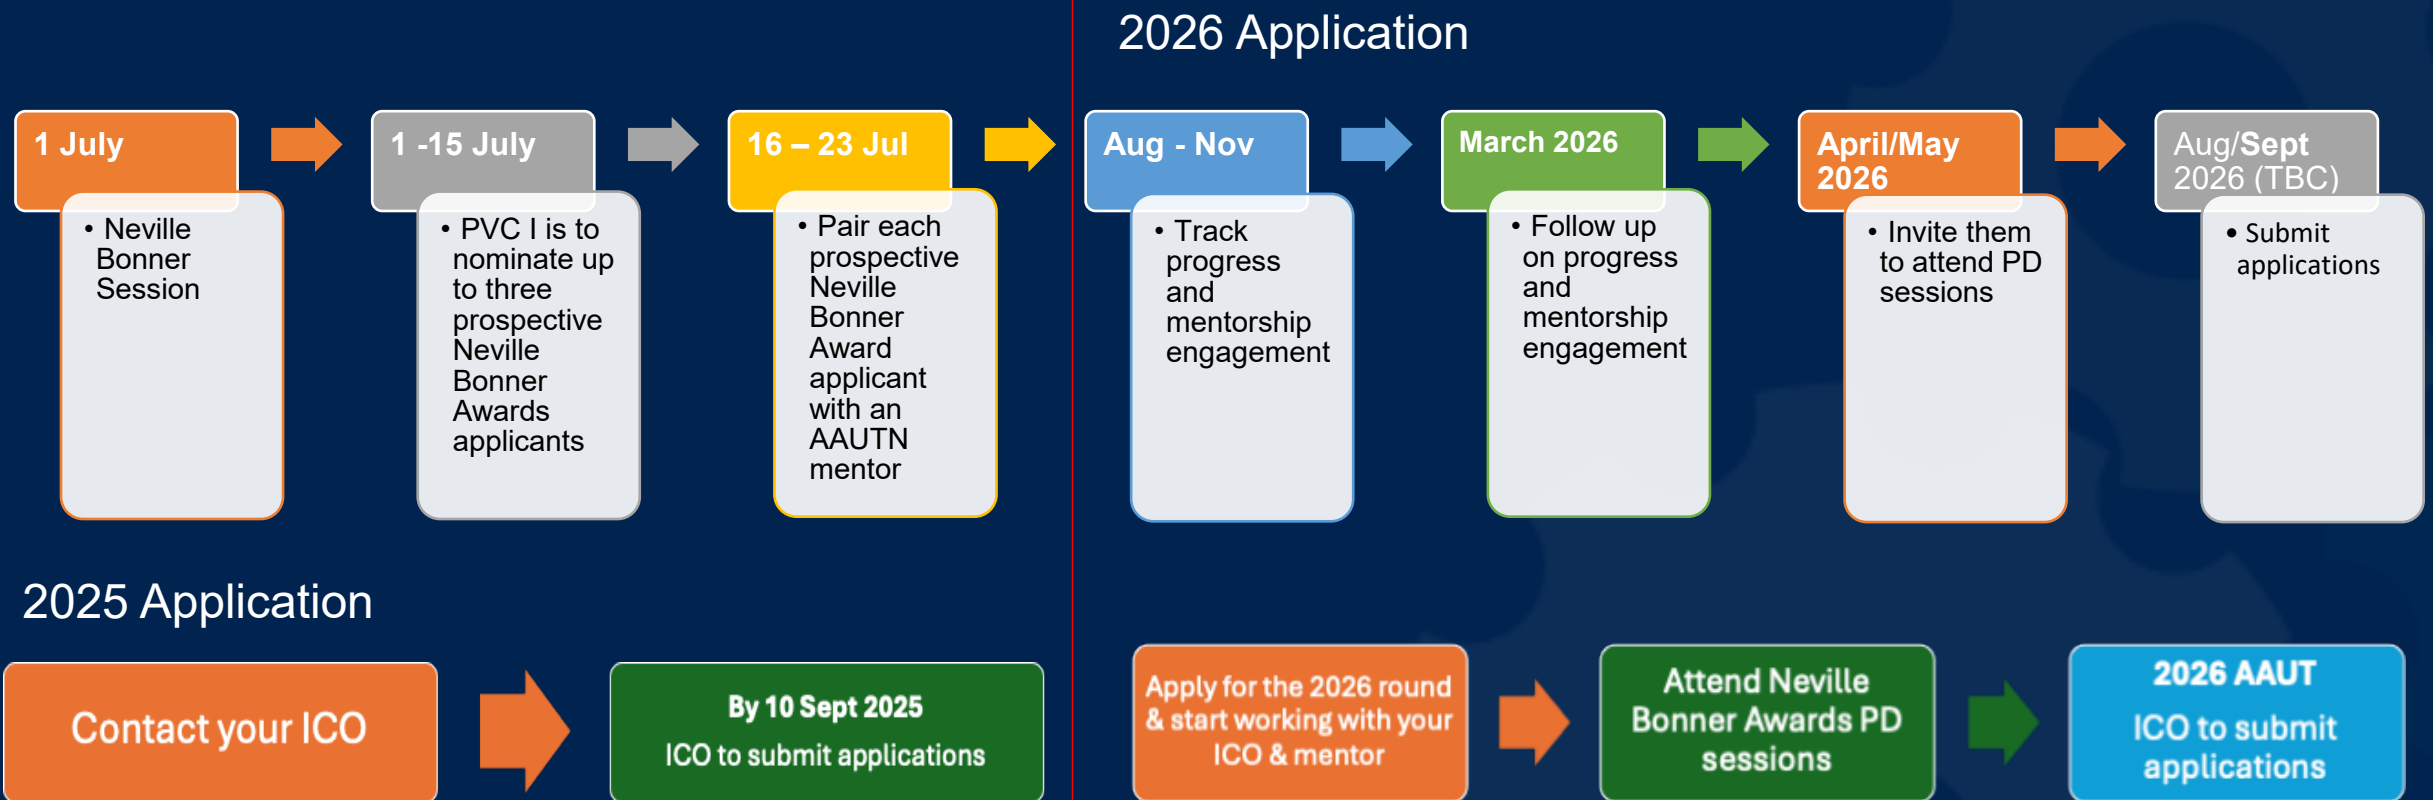 2026 Application
1 July
• Neville
Bonner
Session
1 -15 July
• PVC I is to
nominate up
to three
prospective
Neville
Bonner
Awards
applicants
16 – 23 Jul
• Pair each
prospective
Neville
Bonner
Award
applicant
with an
AAUTN
mentor
Aug - Nov
• Track
progress
and
mentorship
engagement
March 2026
• Follow up
on progress
and
mentorship
engagement
April/May
2026
• Invite them
to attend PD
sessions
Aug/Sept
2026 (TBC)
• Submit
applications
2025 Application
Contact your ICO
By 10 Sept 2025
ICO to submit applications
Apply for the 2026 round
& start working with your
ICO & mentor
Attend Neville
Bonner Awards PD
sessions
2026 AAUT
ICO to submit
applications